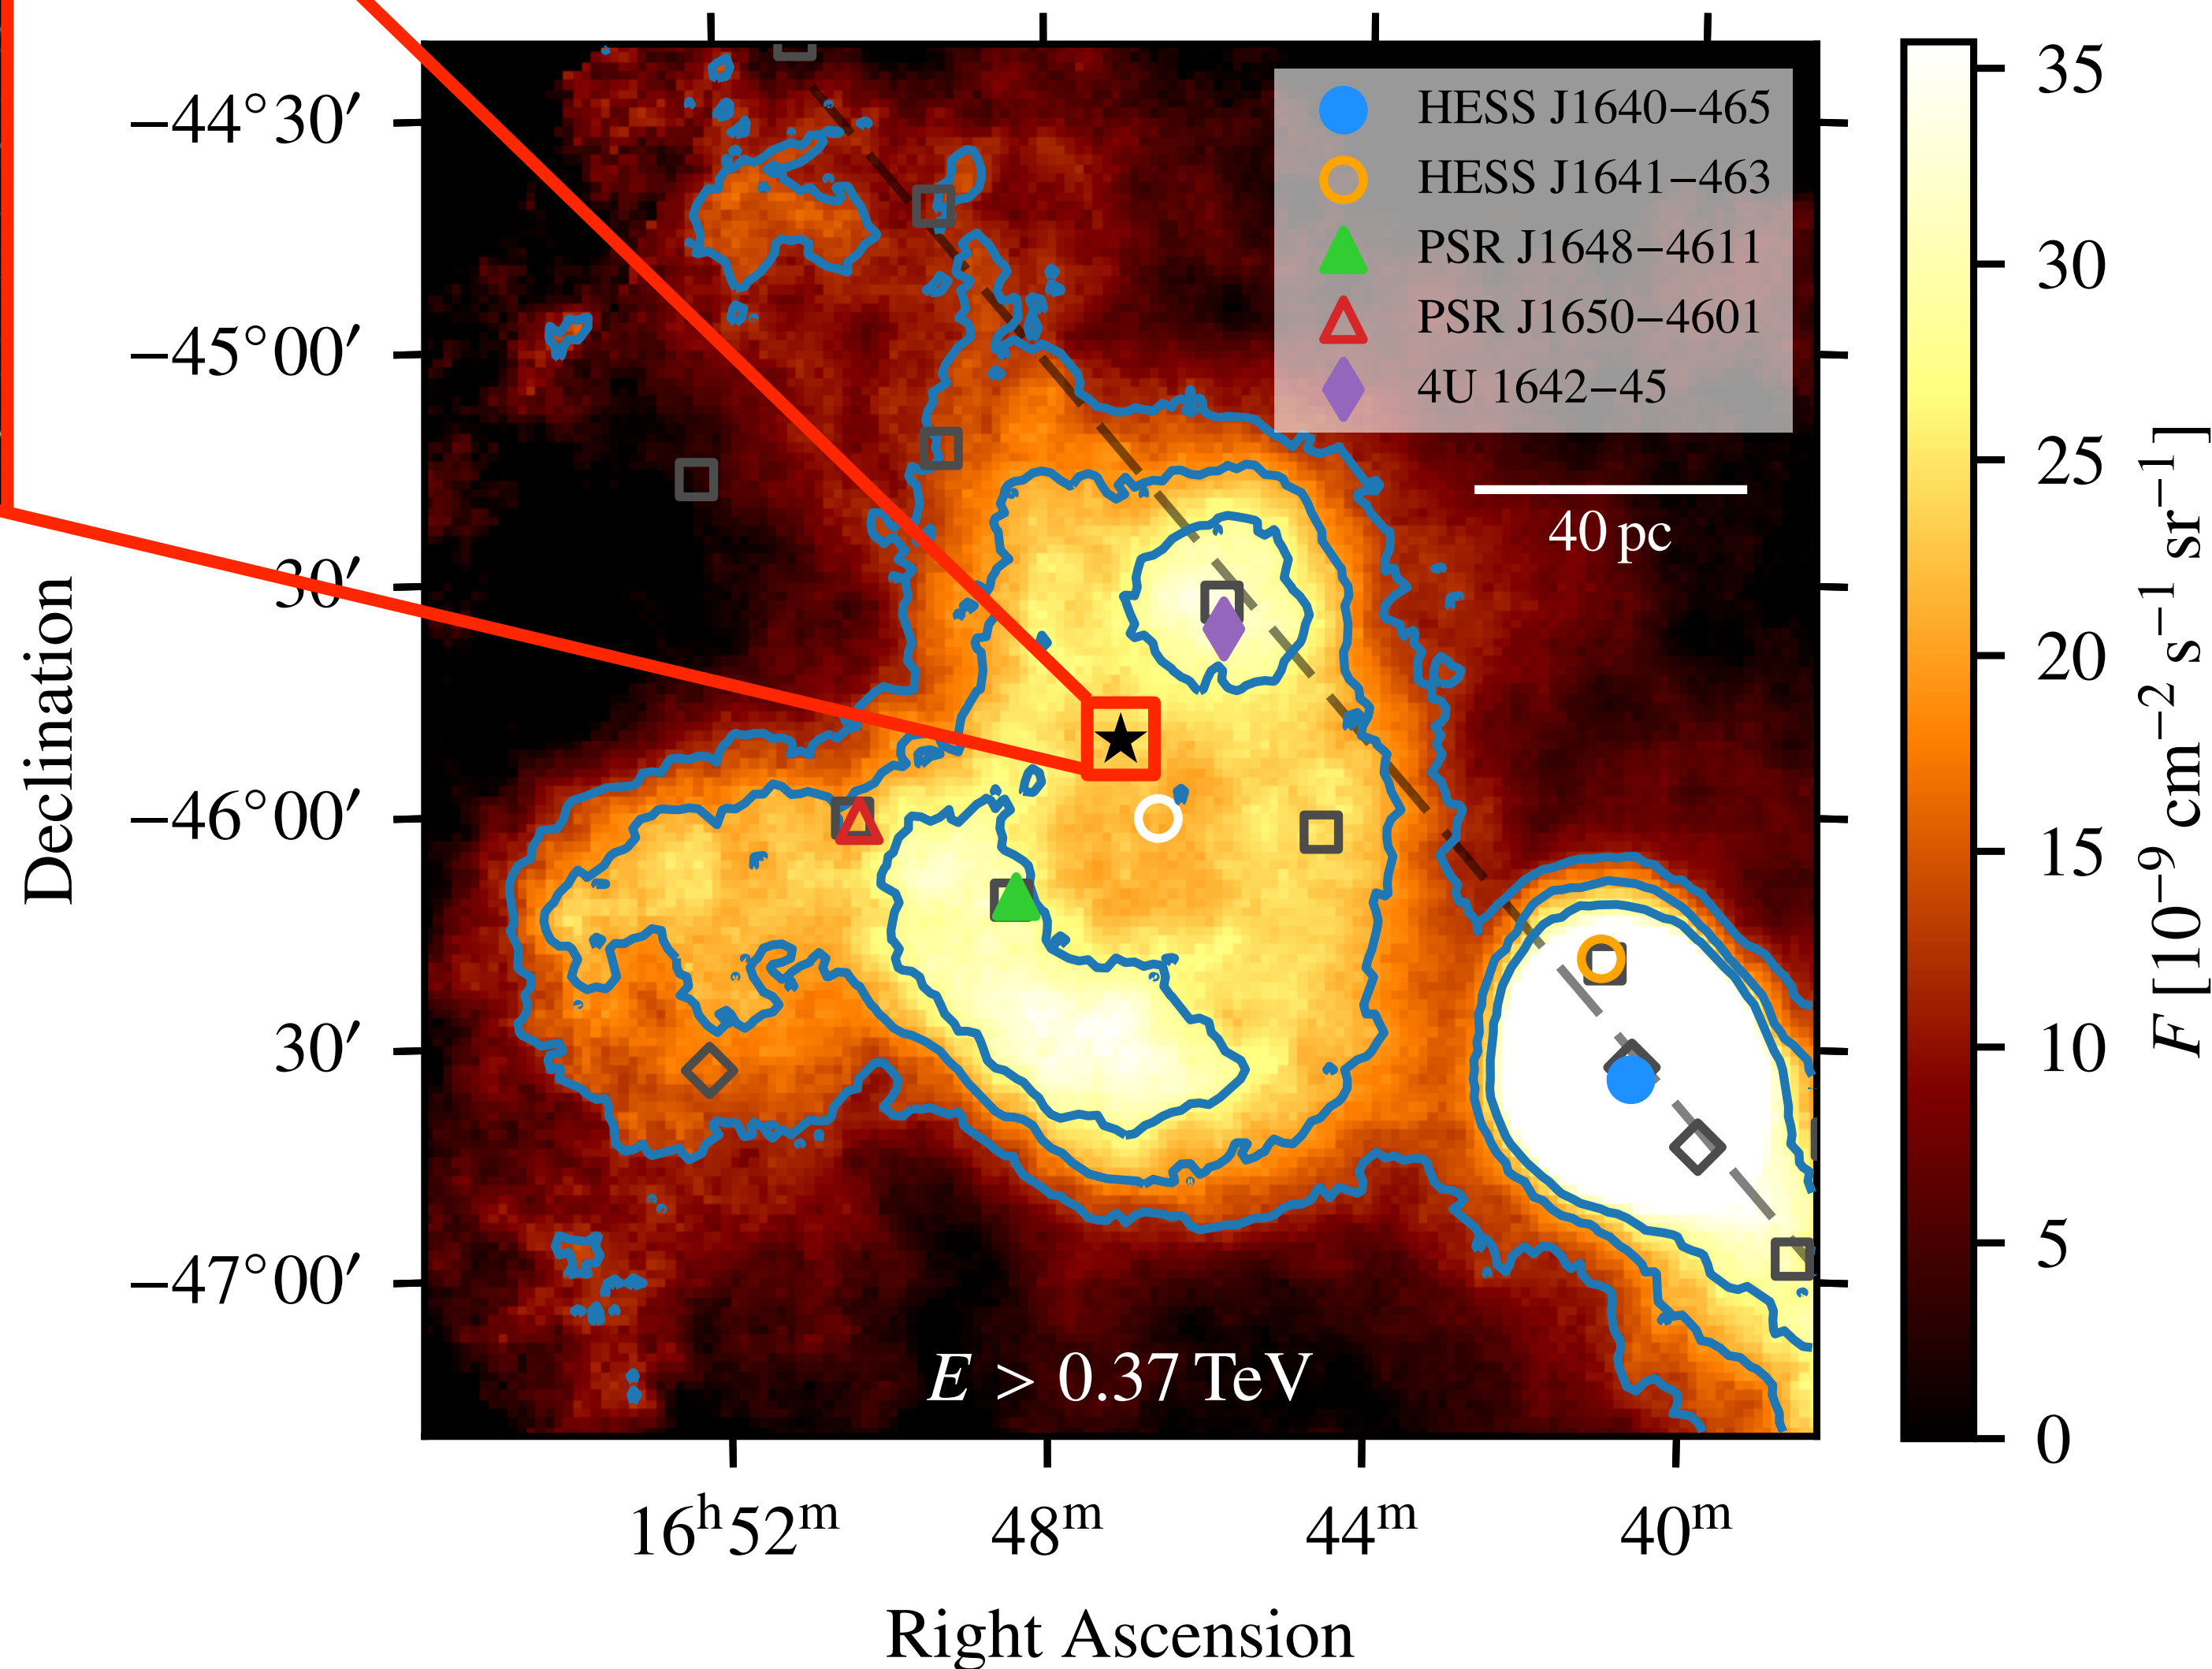 HESS J1640−465
HESS J1641−463
PSR J1648−4611
PSR J1650−4601
4U 1642−45
40 pc
E > 0.37 TeV
−44°30′
−45°00′
30′
−46°00′
30′
−47°00′
Declination
16ʰ52ᵐ
48ᵐ
44ᵐ
40ᵐ
Right Ascension
35
30
25
20
15
10
5
0
F [10⁻⁹ cm⁻² s⁻¹ sr⁻¹]